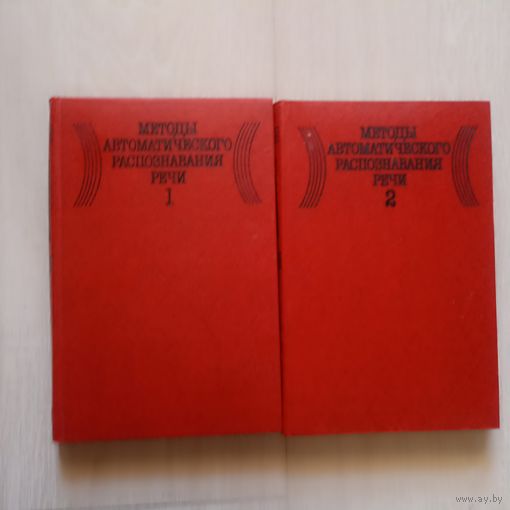 МЕТОДЫ
АВТОМАТИЧЕСКОГО
РАСПОЗНАВАНИЯ
РЕЧИ
1
МЕТОДЫ
АВТОМАТИЧЕСКОГО
РАСПОЗНАВАНИЯ
РЕЧИ
2
www.ay.by